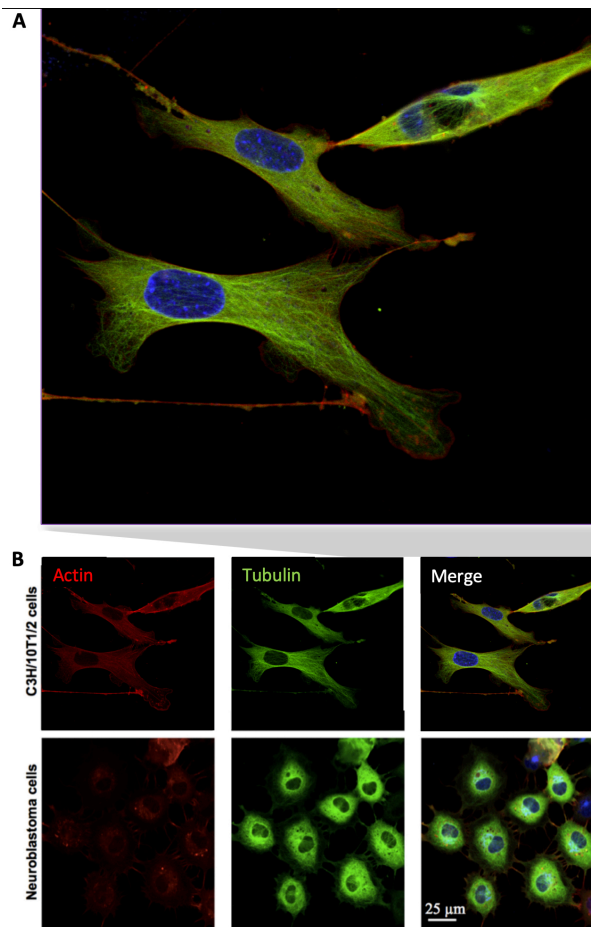 A
B
Actin
Tubulin
Merge
C3H/10T1/2 cells
Neuroblastoma cells
25 μm